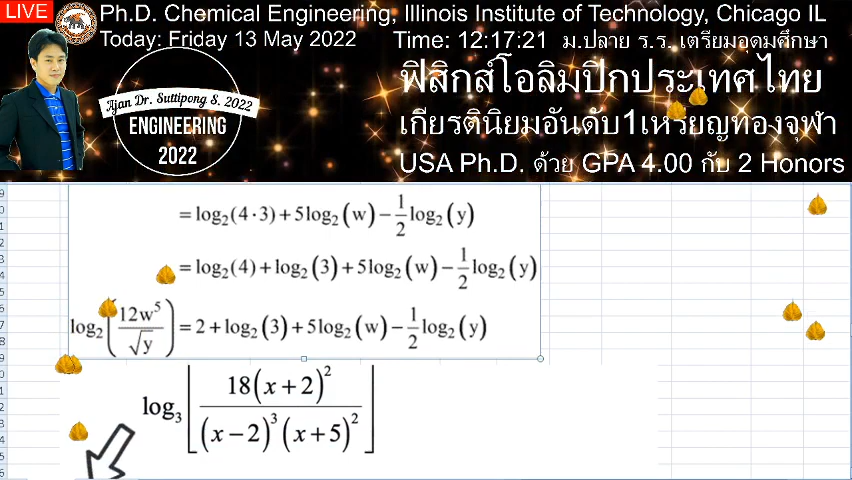 LIVE
Ph.D. Chemical Engineering, Illinois Institute of Technology, Chicago IL
Today: Friday 13 May 2022 Time: 12:17:21 ม.ปลาย ร.ร. เตรียมอุดมศึกษา
ฟิสิกส์โอลิมปิกประเทศไทย
เกียรตินิยมอันดับ1เหรียญทองจุฬา
USA Ph.D. ด้วย GPA 4.00 กับ 2 Honors
Ajan Dr. Suttipong S. 2022
ENGINEERING
2022
= log₂(4·3) + 5log₂(w) − 1/2 log₂(y)
= log₂(4) + log₂(3) + 5log₂(w) − 1/2 log₂(y)
log₂(12w⁵/√y) = 2 + log₂(3) + 5log₂(w) − 1/2 log₂(y)
log₃⌊18(x+2)²/(x−2)³(x+5)²⌋